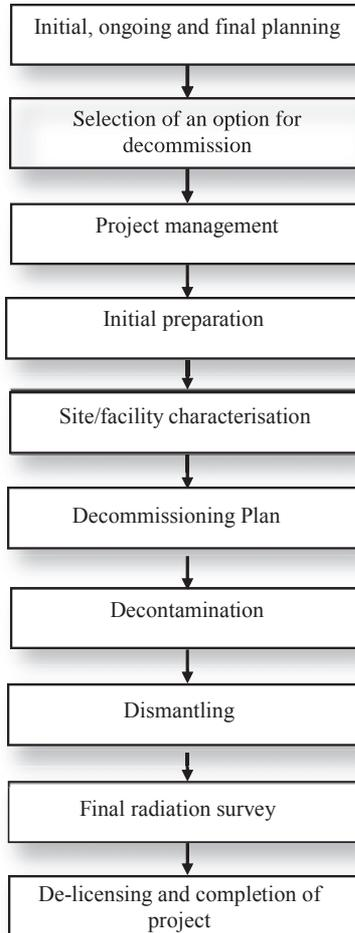 Initial, ongoing and final planning
Selection of an option for
decommission
Project management
Initial preparation
Site/facility characterisation
Decommissioning Plan
Decontamination
Dismantling
Final radiation survey
De-licensing and completion of
project